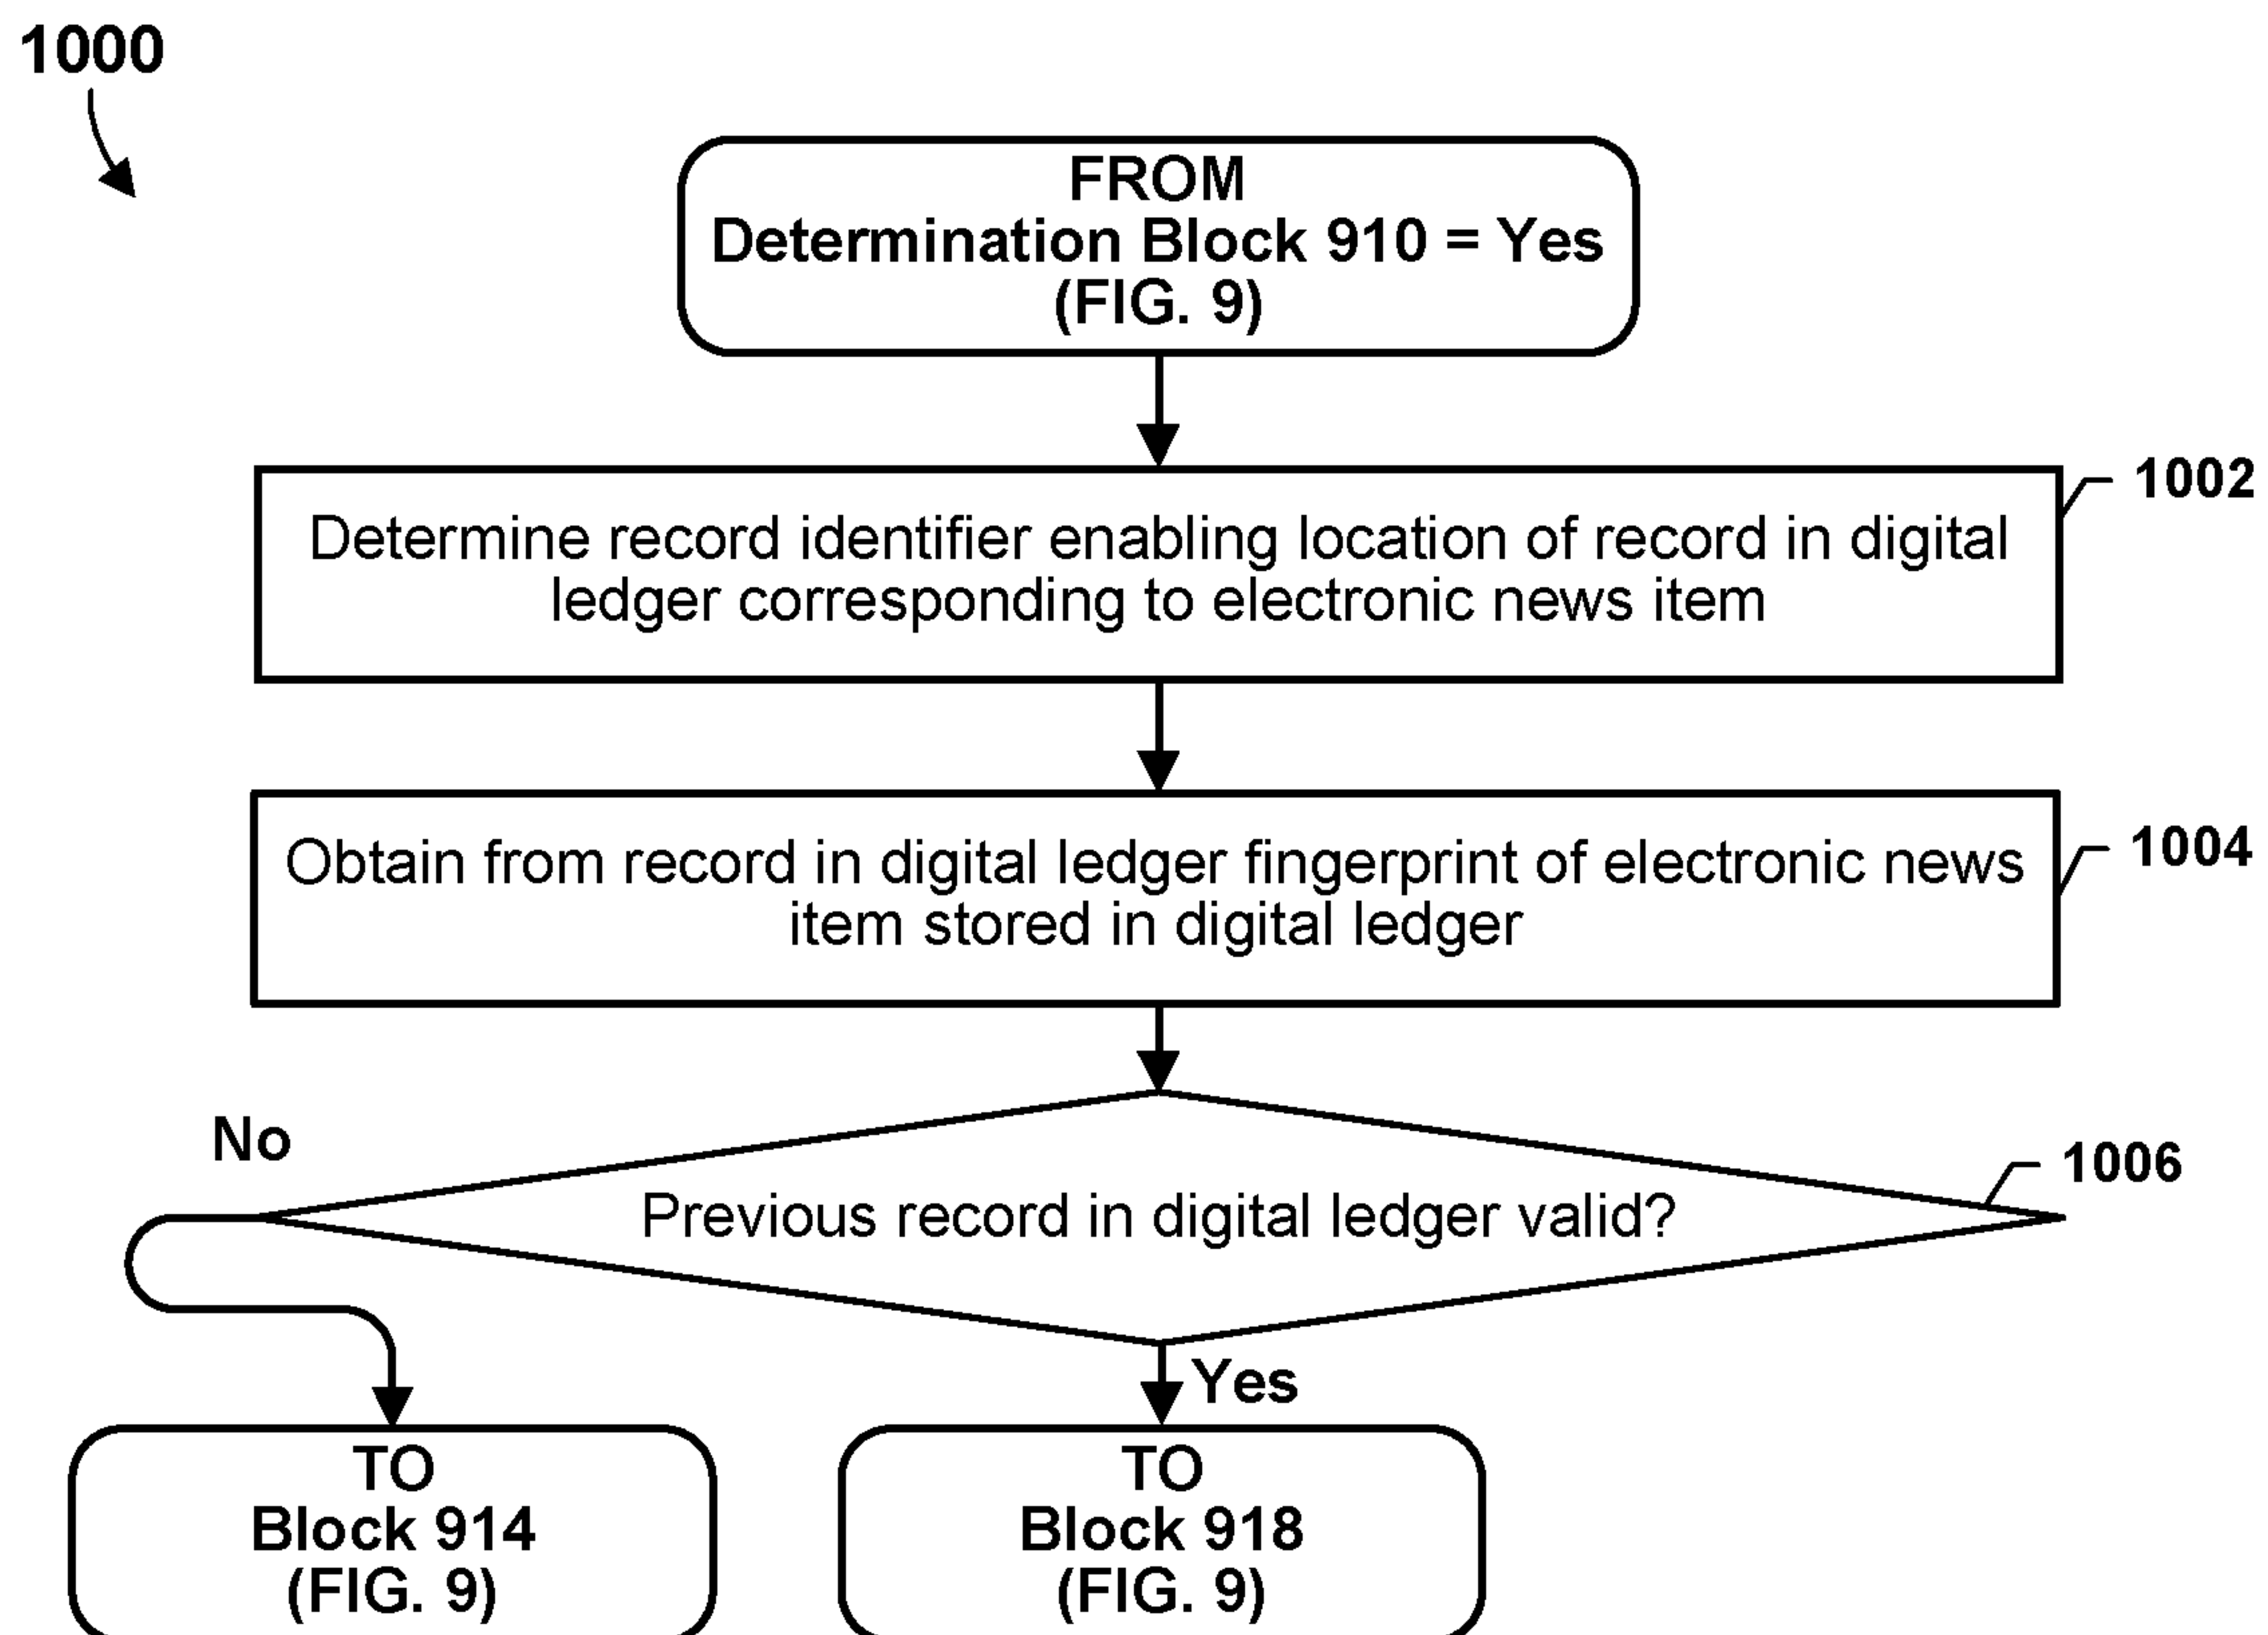 1000
FROM
Determination Block 910 = Yes
(FIG. 9)
1002
Determine record identifier enabling location of record in digital
ledger corresponding to electronic news item
1004
Obtain from record in digital ledger fingerprint of electronic news
item stored in digital ledger
No
1006
Previous record in digital ledger valid?
Yes
TO
Block 914
(FIG. 9)
TO
Block 918
(FIG. 9)